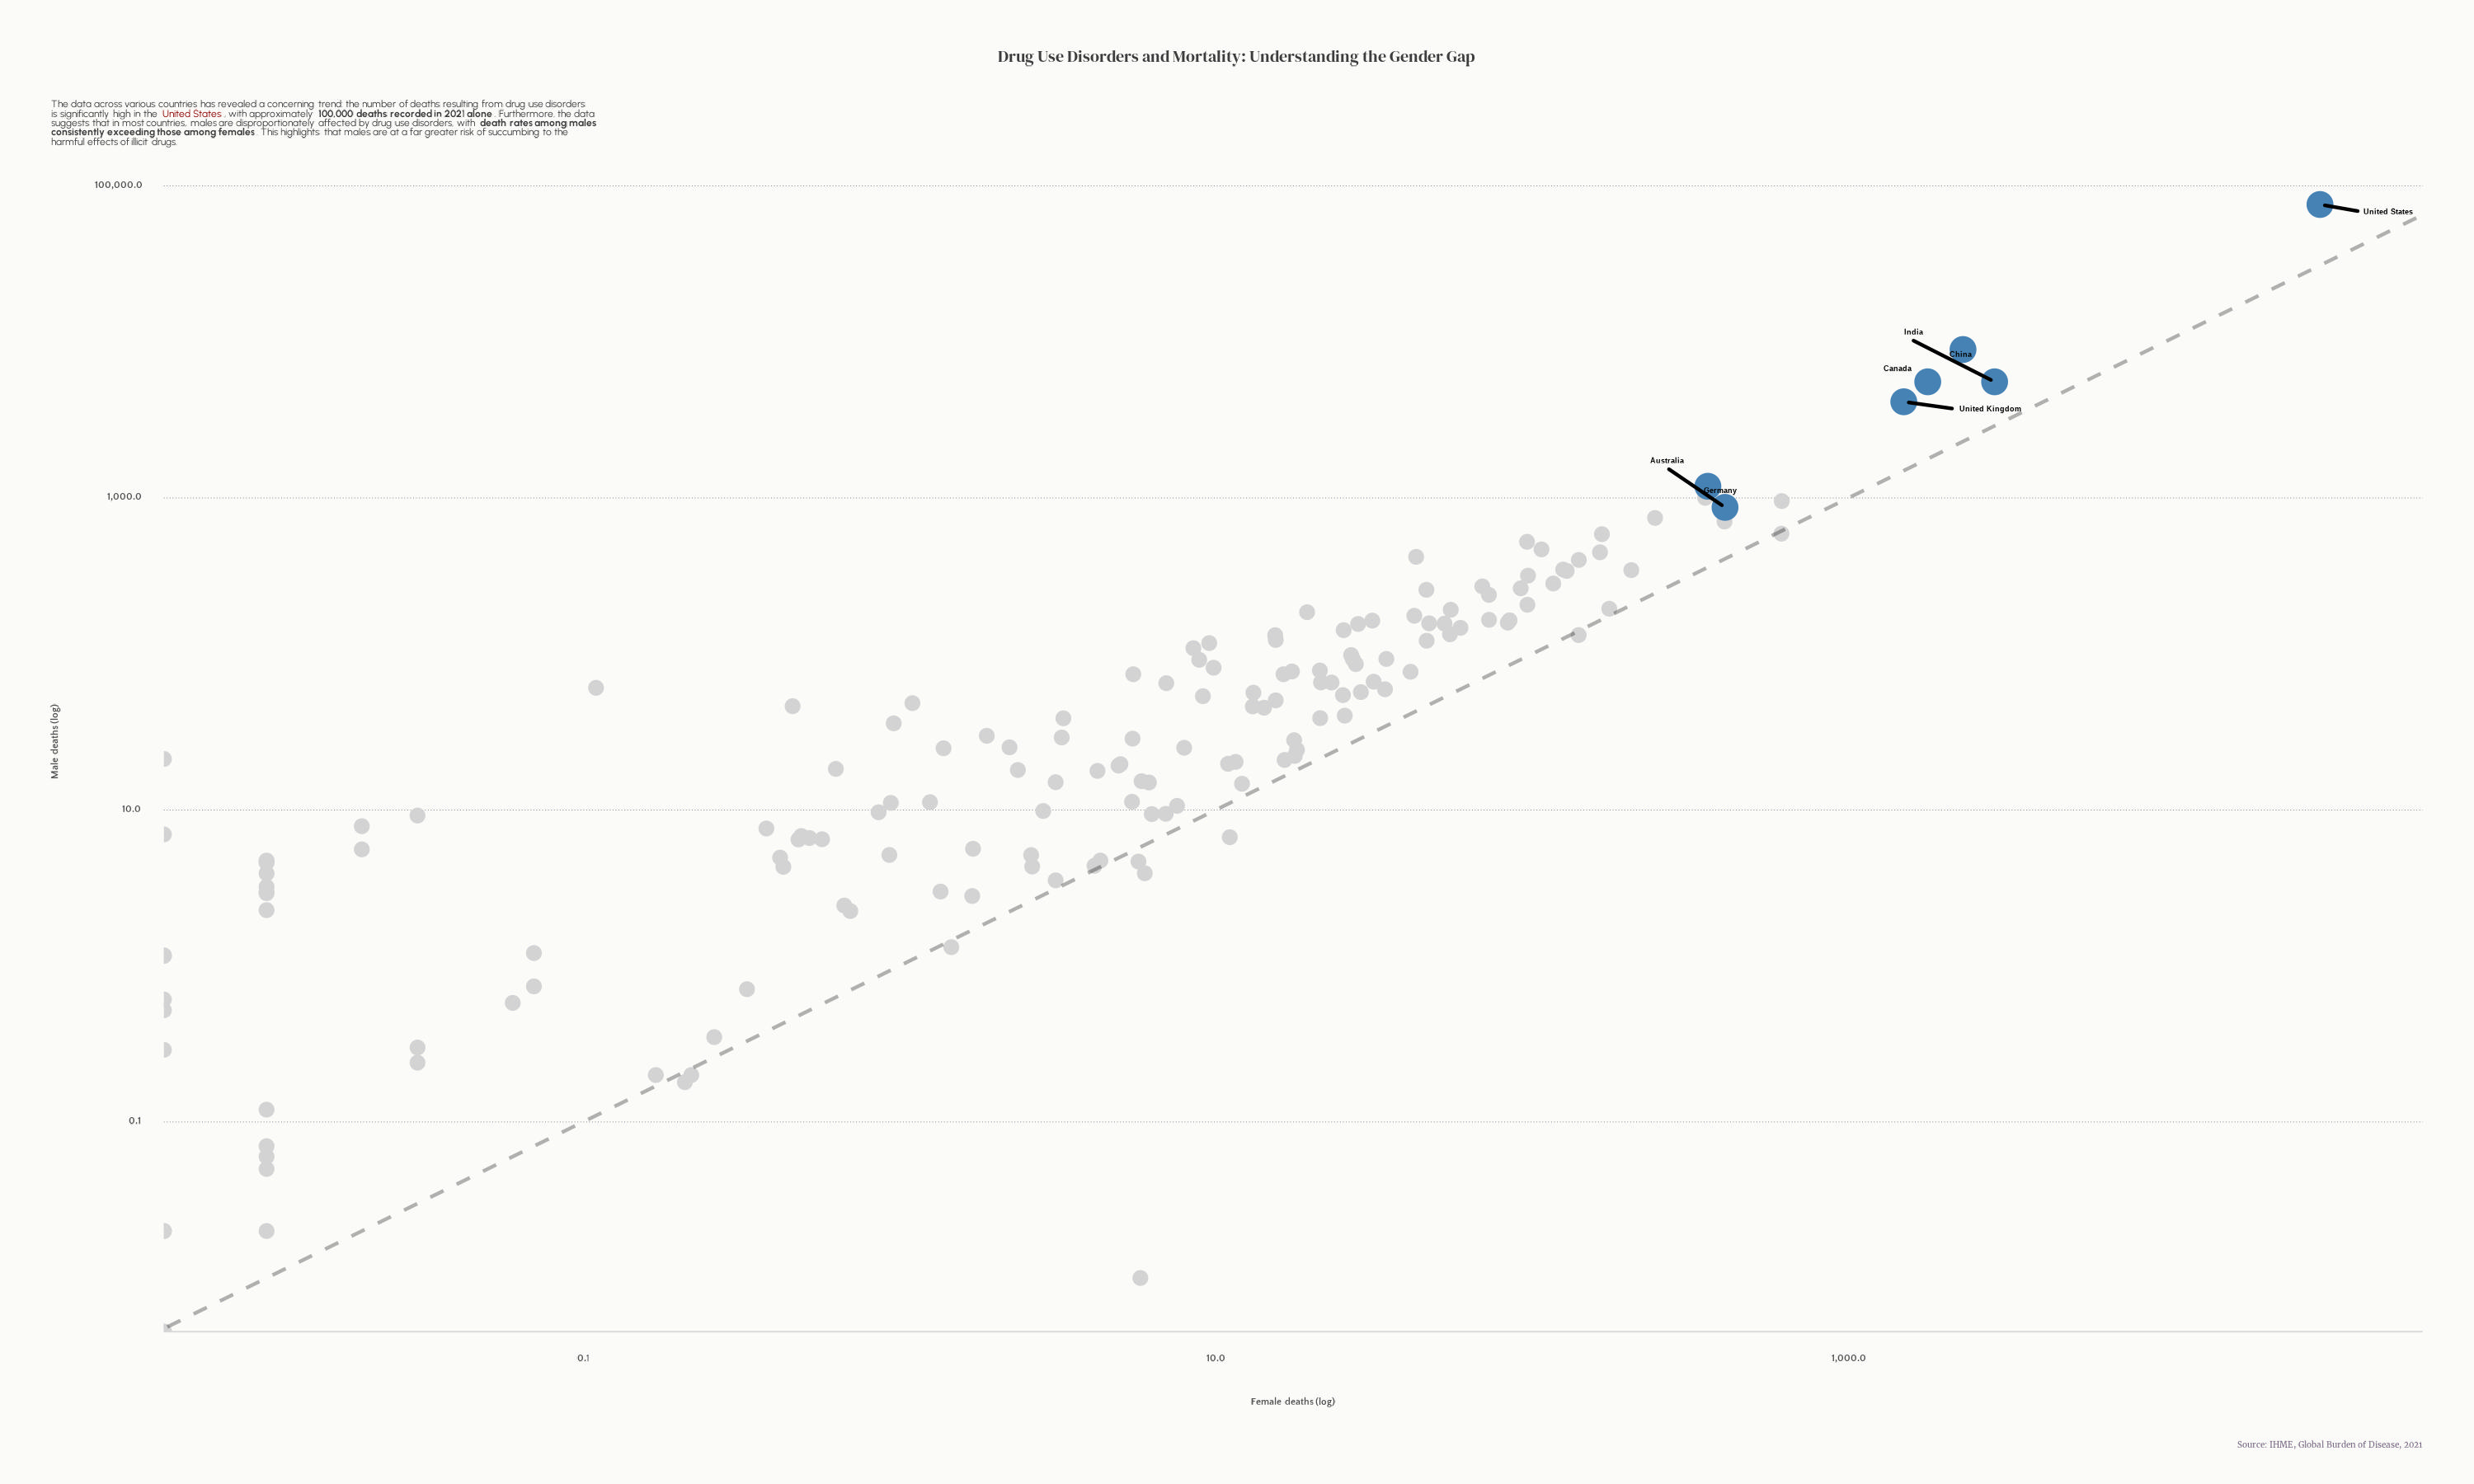 Drug Use Disorders and Mortality: Understanding the Gender Gap
The data across various countries has revealed a concerning trend: the number of deaths resulting from drug use disorders
is significantly high in the United States , with approximately 100,000 deaths recorded in 2021 alone . Furthermore, the data
suggests that in most countries, males are disproportionately affected by drug use disorders, with death rates among males
consistently exceeding those among females . This highlights that males are at a far greater risk of succumbing to the
harmful effects of illicit drugs.
100,000.0
United States
India
China
Canada
United Kingdom
Australia
Germany
1,000.0
Male deaths (log)
10.0
0.1
0.1
10.0
1,000.0
Female deaths (log)
Source: IHME, Global Burden of Disease, 2021